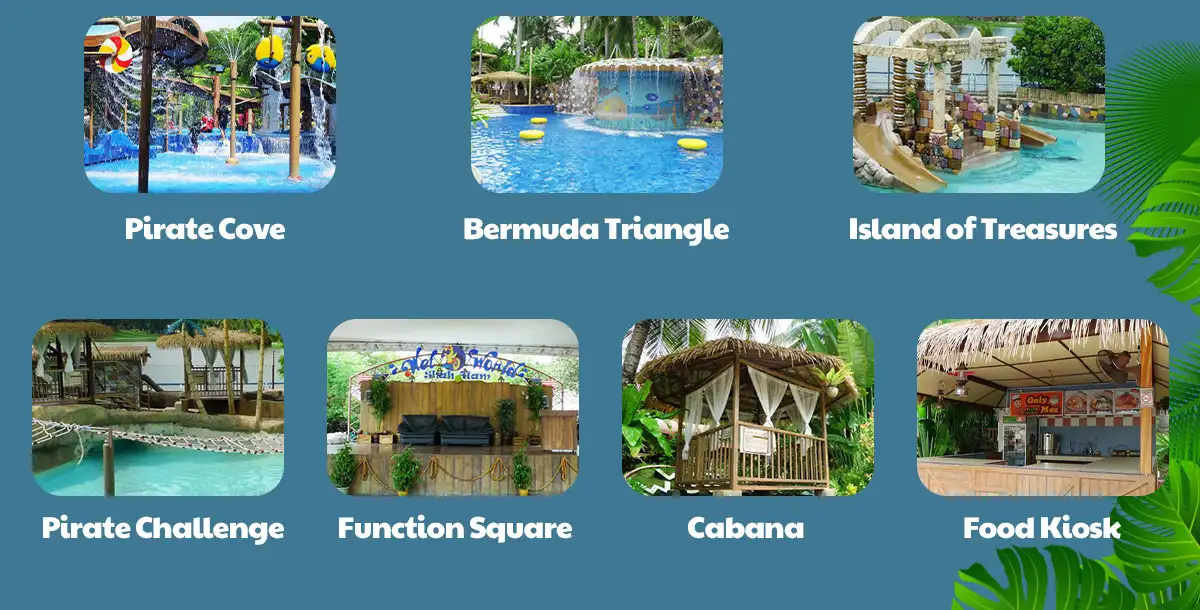 Pirate Cove
Bermuda Triangle
Island of Treasures
Wet World
Shah Alam
Only
Mee
Pirate Challenge
Function Square
Cabana
Food Kiosk